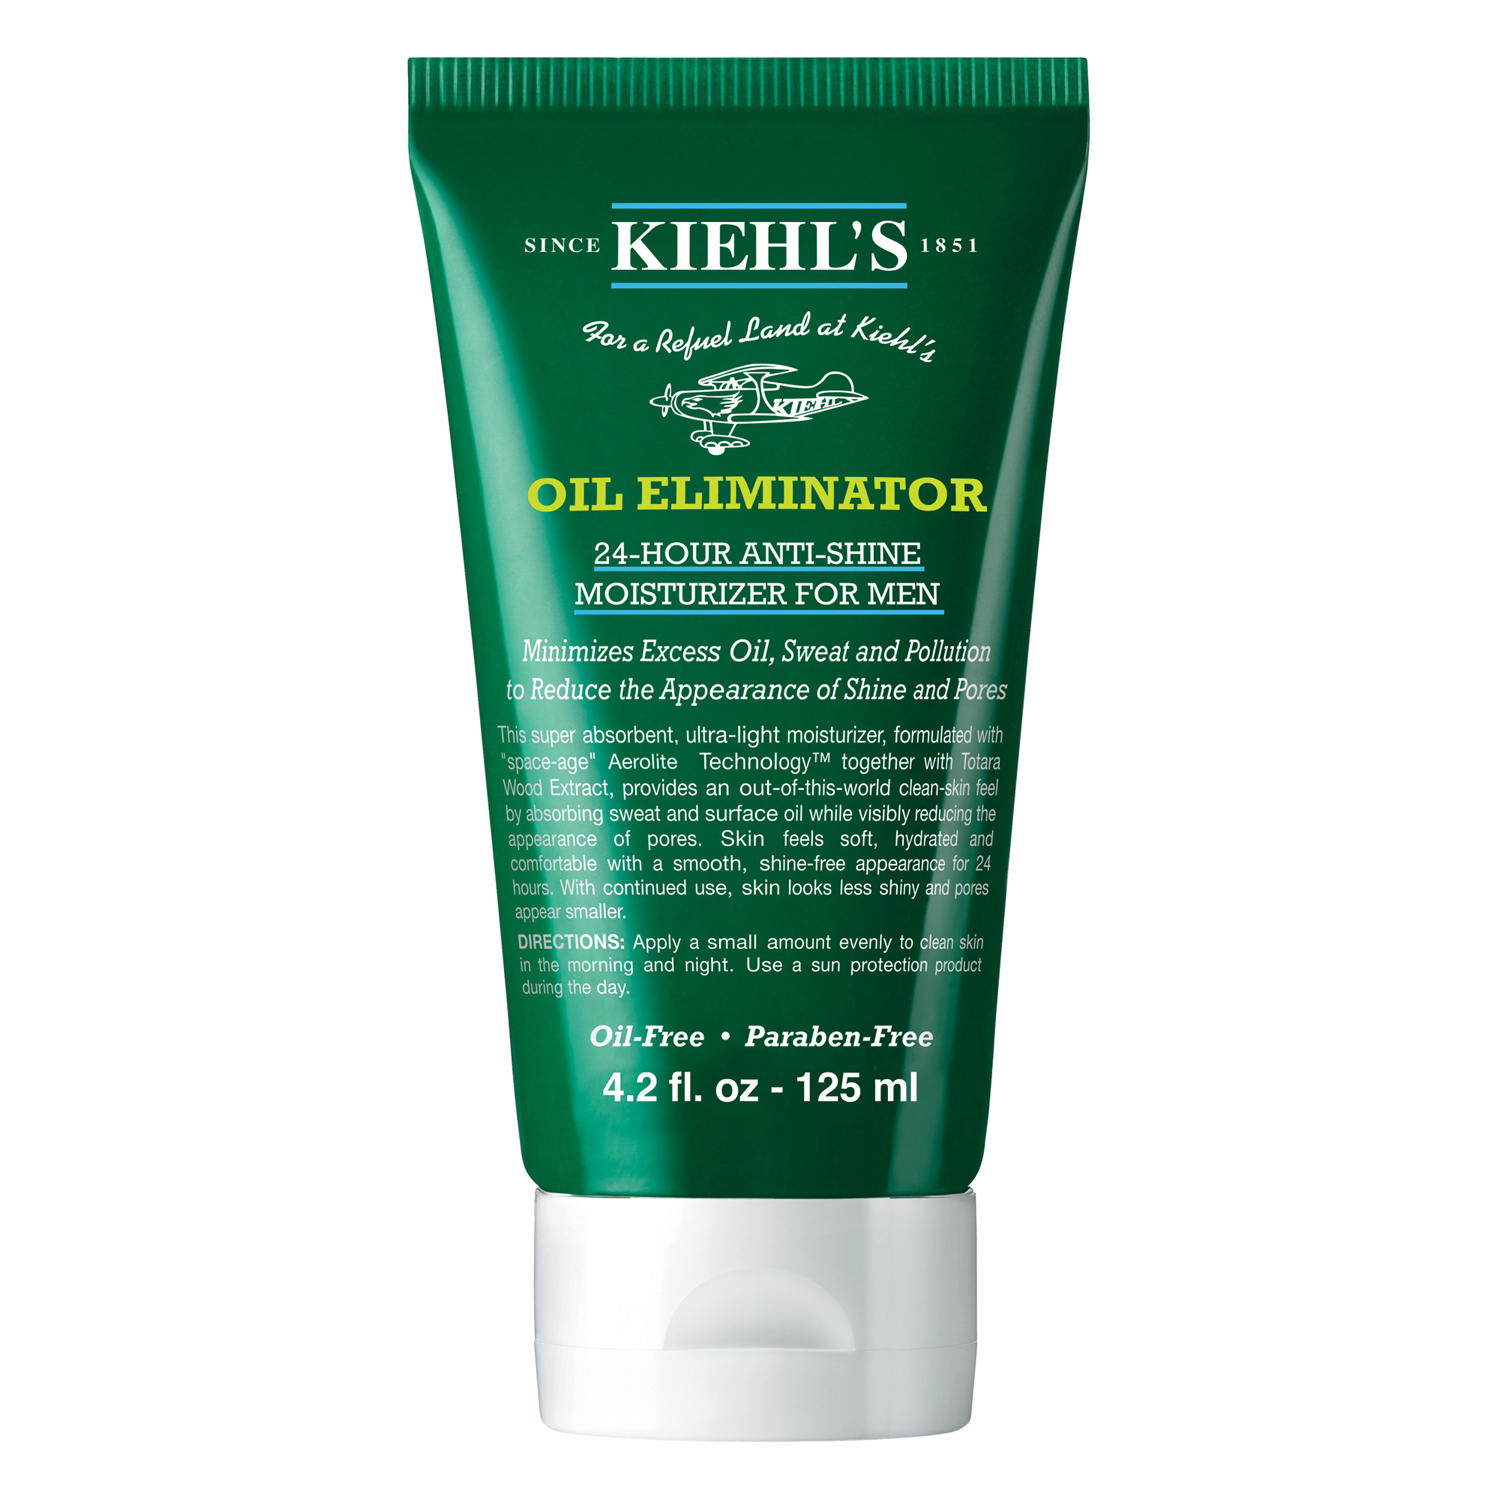 SINCE KIEHL'S 1851
For a Refuel Land at Kiehl's
KIEHL'S
OIL ELIMINATOR
24-HOUR ANTI-SHINE
MOISTURIZER FOR MEN
Minimizes Excess Oil, Sweat and Pollution
to Reduce the Appearance of Shine and Pores
This super absorbent, ultra-light moisturizer, formulated with
"space-age" Aerolite Technology™ together with Totara
Wood Extract, provides an out-of-this-world clean-skin feel
by absorbing sweat and surface oil while visibly reducing the
appearance of pores. Skin feels soft, hydrated and
comfortable with a smooth, shine-free appearance for 24
hours. With continued use, skin looks less shiny and pores
appear smaller.
DIRECTIONS: Apply a small amount evenly to clean skin
in the morning and night. Use a sun protection product
during the day.
Oil-Free • Paraben-Free
4.2 fl. oz - 125 ml